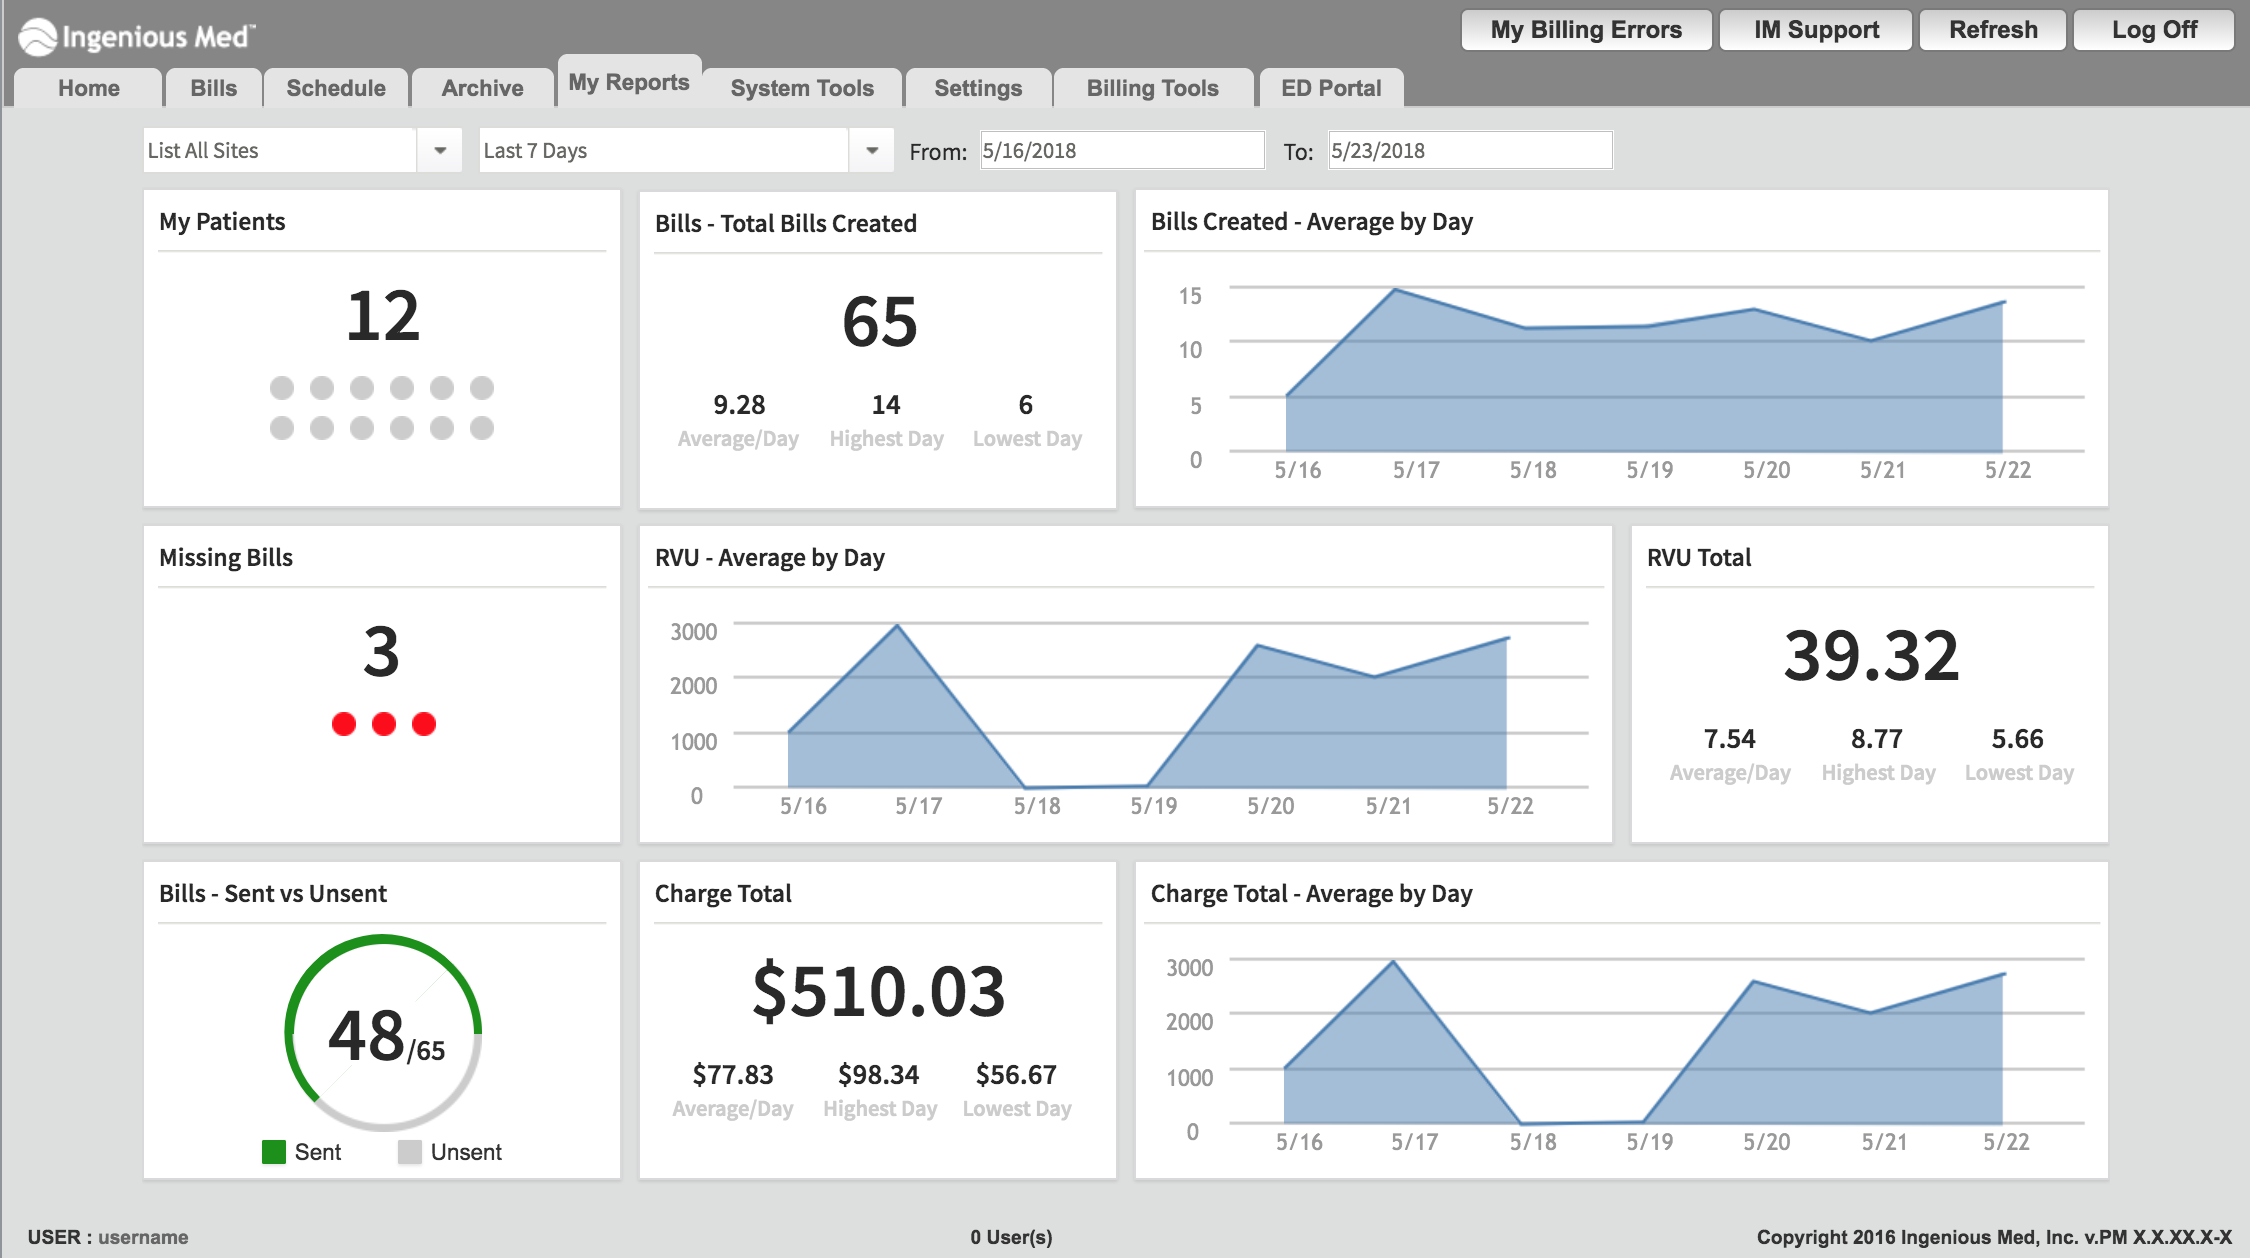 Ingenious Med™
My Billing Errors
IM Support
Refresh
Log Off
Home
Bills
Schedule
Archive
My Reports
System Tools
Settings
Billing Tools
ED Portal
List All Sites
Last 7 Days
From: 5/16/2018
To: 5/23/2018
My Patients
12
Bills - Total Bills Created
65
9.28 14 6
Average/Day Highest Day Lowest Day
Bills Created - Average by Day
15
10
5
0
5/16 5/17 5/18 5/19 5/20 5/21 5/22
Missing Bills
3
RVU - Average by Day
3000
2000
1000
0
5/16 5/17 5/18 5/19 5/20 5/21 5/22
RVU Total
39.32
7.54 8.77 5.66
Average/Day Highest Day Lowest Day
Bills - Sent vs Unsent
48/65
Sent Unsent
Charge Total
$510.03
$77.83 $98.34 $56.67
Average/Day Highest Day Lowest Day
Charge Total - Average by Day
3000
2000
1000
0
5/16 5/17 5/18 5/19 5/20 5/21 5/22
USER : username
0 User(s)
Copyright 2016 Ingenious Med, Inc. v.PM X.X.XX.X-X